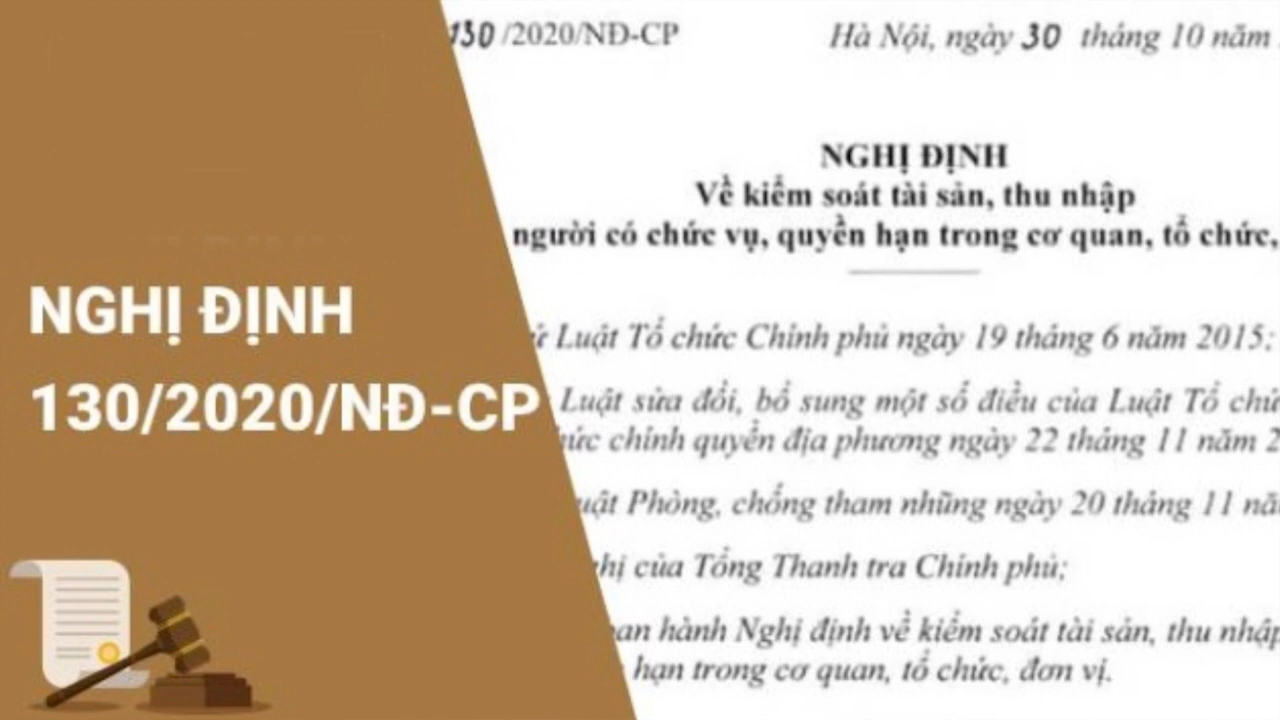 NGHỊ ĐỊNH
130/2020/NĐ-CP
130/2020/NĐ-CP
Hà Nội, ngày 30 tháng 10 năm
NGHỊ ĐỊNH
Về kiểm soát tài sản, thu nhập
người có chức vụ, quyền hạn trong cơ quan, tổ chức,
Luật Tổ chức Chính phủ ngày 19 tháng 6 năm 2015;
Luật sửa đổi, bổ sung một số điều của Luật Tổ
chính quyền địa phương ngày 22 tháng 11 năm 2
Phòng, chống tham nhũng ngày 20 tháng 11
của Tổng Thanh tra Chính phủ;
hành Nghị định về kiểm soát tài sản, thu nhập
hạn trong cơ quan, tổ chức, đơn vị.